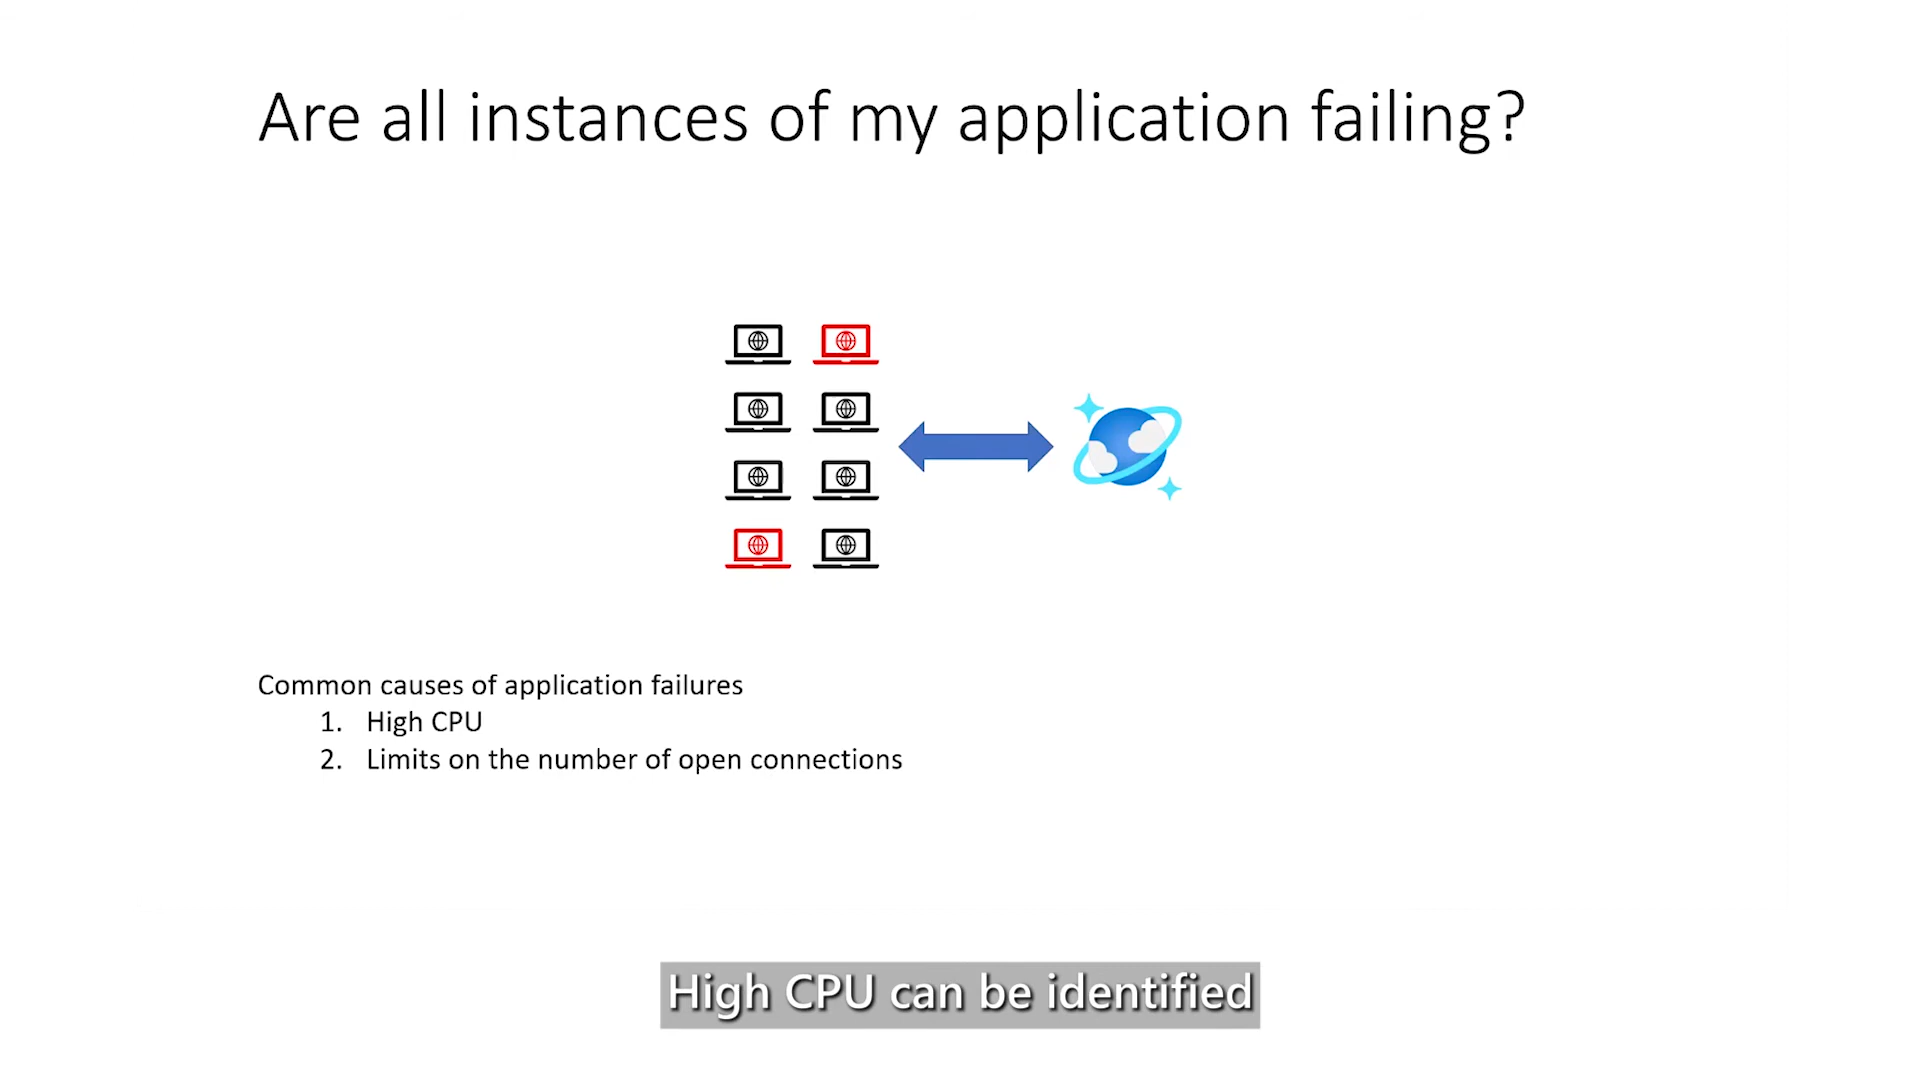 Are all instances of my application failing?
Common causes of application failures
1. High CPU
2. Limits on the number of open connections
High CPU can be identified